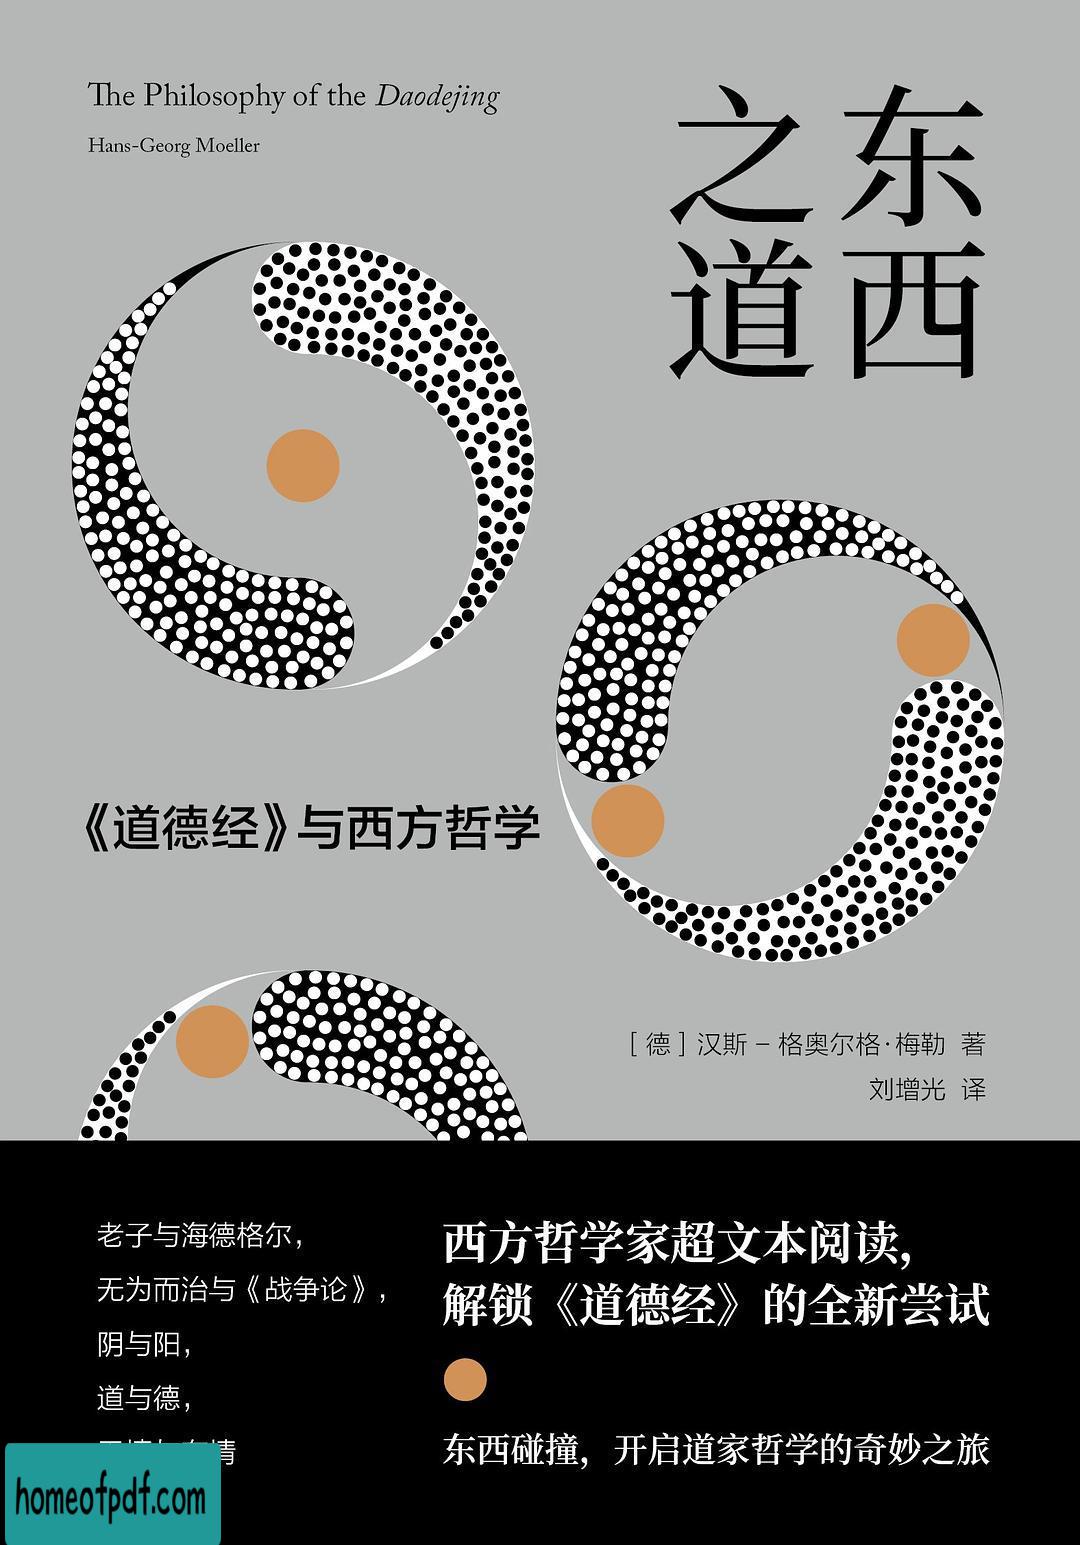 The Philosophy of the Daodejing
Hans-Georg Moeller
东西
之道
《道德经》与西方哲学
[德]汉斯-格奥尔格·梅勒 著
刘增光 译
老子与海德格尔，
无为而治与《战争论》，
阴与阳，
道与德，
情
西方哲学家超文本阅读，
解锁《道德经》的全新尝试
东西碰撞，开启道家哲学的奇妙之旅
homeofpdf.com